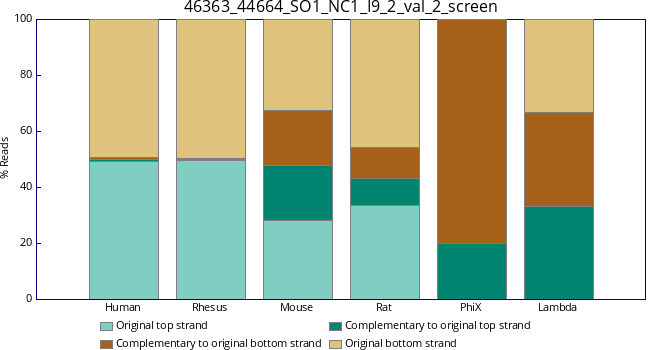 46363_44664_SO1_NC1_I9_2_val_2_screen
100
80
60
40
20
0
% Reads
Human Rhesus Mouse Rat PhiX Lambda
Original top strand Complementary to original top strand
Complementary to original bottom strand Original bottom strand